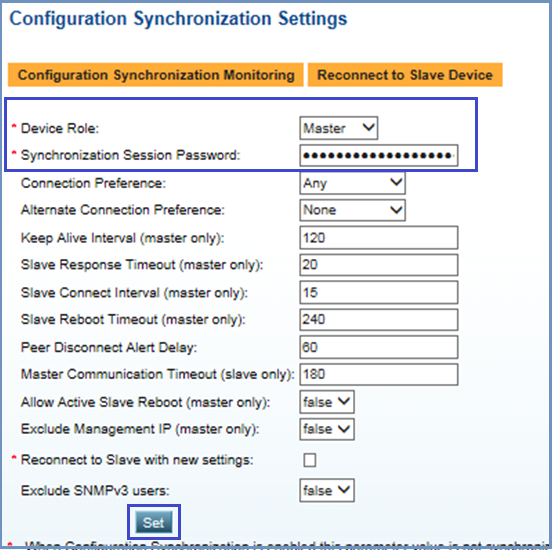 Configuration Synchronization Settings
Configuration Synchronization Monitoring Reconnect to Slave Device
* Device Role: Master
* Synchronization Session Password: ●●●●●●●●●●●●●●●●●●●
Connection Preference: Any
Alternate Connection Preference: None
Keep Alive Interval (master only): 120
Slave Response Timeout (master only): 20
Slave Connect Interval (master only): 15
Slave Reboot Timeout (master only): 240
Peer Disconnect Alert Delay: 60
Master Communication Timeout (slave only): 180
Allow Active Slave Reboot (master only): false
Exclude Management IP (master only): false
* Reconnect to Slave with new settings:
Exclude SNMPv3 users: false
Set
* When Configuration Synchronization is enabled this parameter value is not